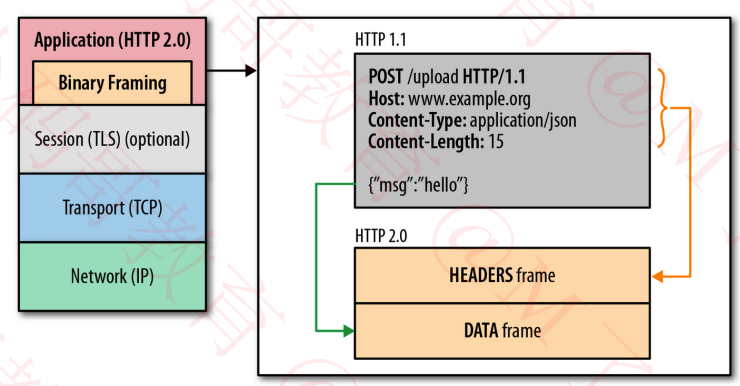 Application (HTTP 2.0)
Binary Framing
Session (TLS) (optional)
Transport (TCP)
Network (IP)
HTTP 1.1
POST /upload HTTP/1.1
Host: www.example.org
Content-Type: application/json
Content-Length: 15
{"msg":"hello"}
HTTP 2.0
HEADERS frame
DATA frame